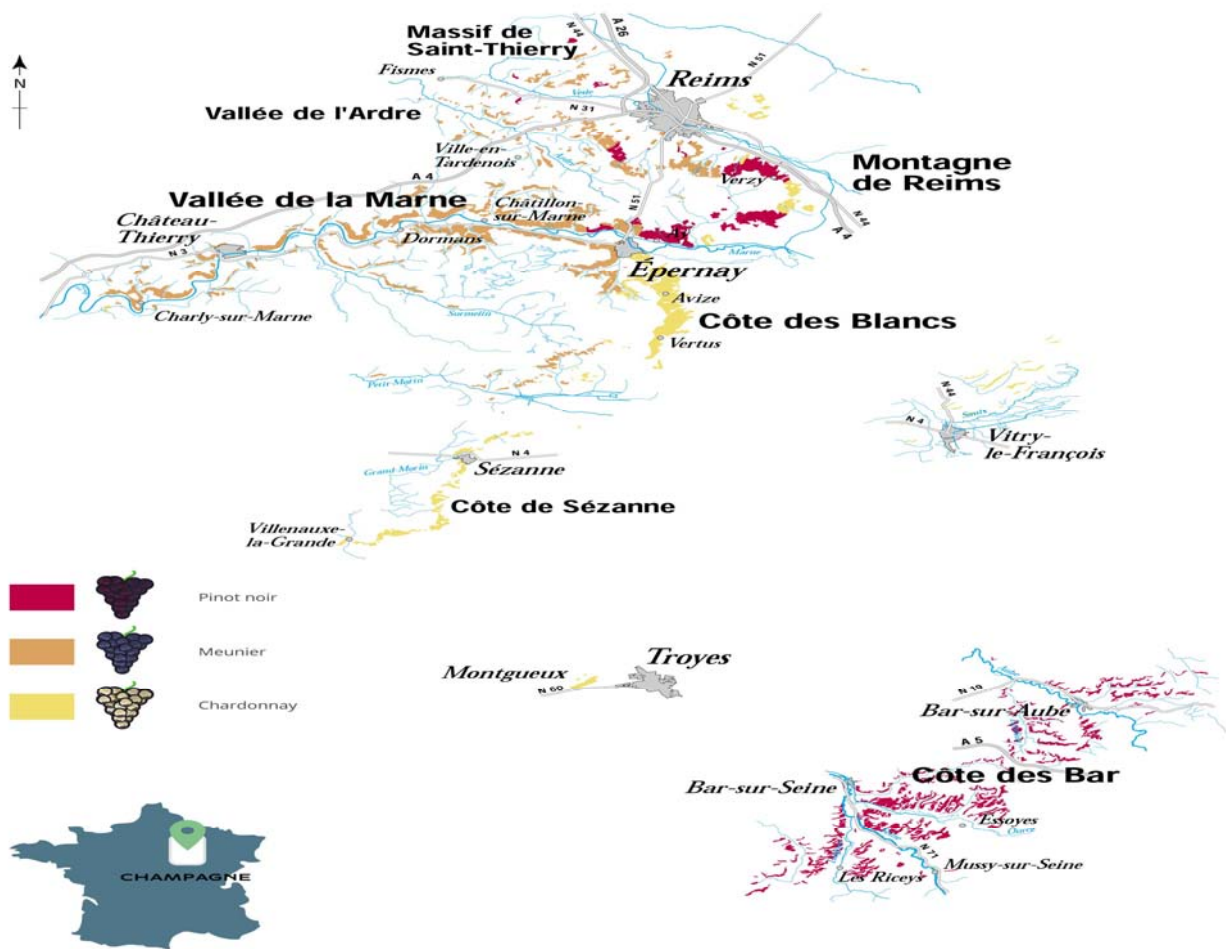 Massif de
Saint-Thierry
N 44
A 26
N 51
Fismes
Reims
Vesle
N 31
Vallée de l'Ardre
Ville-en-
Tardenois
Ardre
A 4
Montagne
de Reims
Verzy
Vallée de la Marne
Châtillon-
sur-Marne
N 51
N 44
A 4
Château-
Thierry
N 3
Dormans
Ay
Marne
Épernay
Charly-sur-Marne
Surmelin
Avize
Côte des Blancs
Vertus
Petit Morin
N 44
Saulx
N 4
Vitry-
le-François
Grand Morin
Sézanne
N 4
Côte de Sézanne
Villenauxe-
la-Grande
N
Pinot noir
Meunier
Chardonnay
Montgueux
N 60
Troyes
Aube
N 19
Bar-sur-Aube
A 5
Côte des Bar
Bar-sur-Seine
Essoyes
Ource
N 71
Mussy-sur-Seine
Les Riceys
CHAMPAGNE